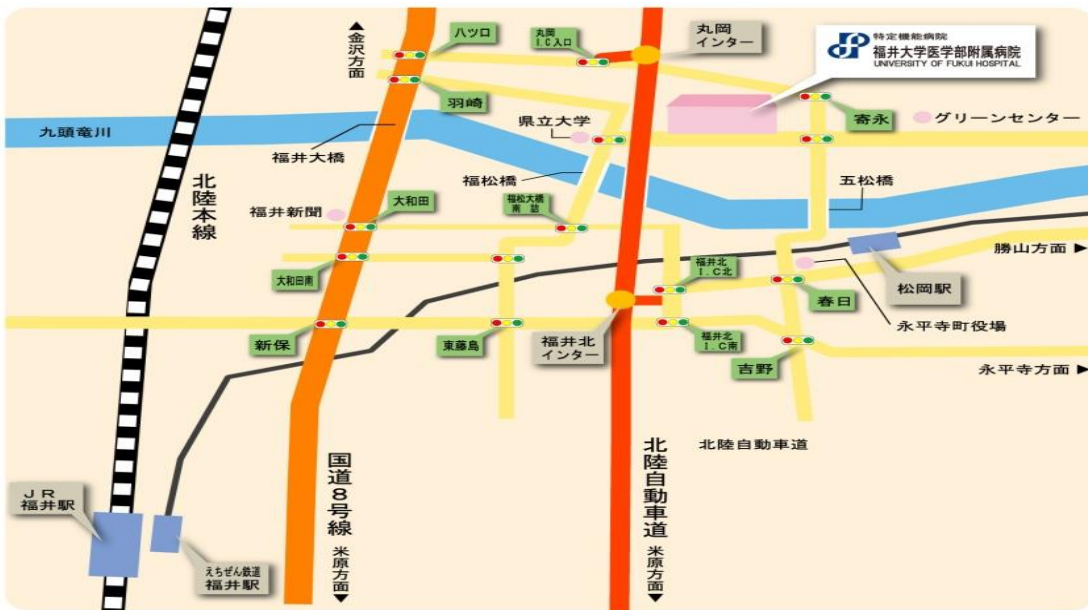 ▲金沢方面
八ツ口
丸岡
I.C入口
丸岡
インター
特定機能病院
福井大学医学部附属病院
UNIVERSITY OF FUKUI HOSPITAL
羽崎
寄永
グリーンセンター
九頭竜川
県立大学
福井大橋
福松橋
五松橋
北陸本線
福井新聞
大和田
福松大橋
南詰
大和田南
福井北
I.C北
勝山方面▶
松岡駅
春日
永平寺町役場
新保
東藤島
福井北
インター
福井北
I.C南
吉野
永平寺方面▶
北陸自動車道
国道8号線
米原方面▼
北陸自動車道
米原方面▼
JR
福井駅
えちぜん鉄道
福井駅